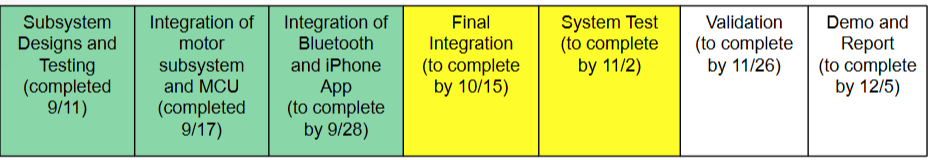 Subsystem
Designs and
Testing
(completed
9/11)
Integration of
motor
subsystem
and MCU
(completed
9/17)
Integration of
Bluetooth
and iPhone
App
(to complete
by 9/28)
Final
Integration
(to complete
by 10/15)
System Test
(to complete
by 11/2)
Validation
(to complete
by 11/26)
Demo and
Report
(to complete
by 12/5)